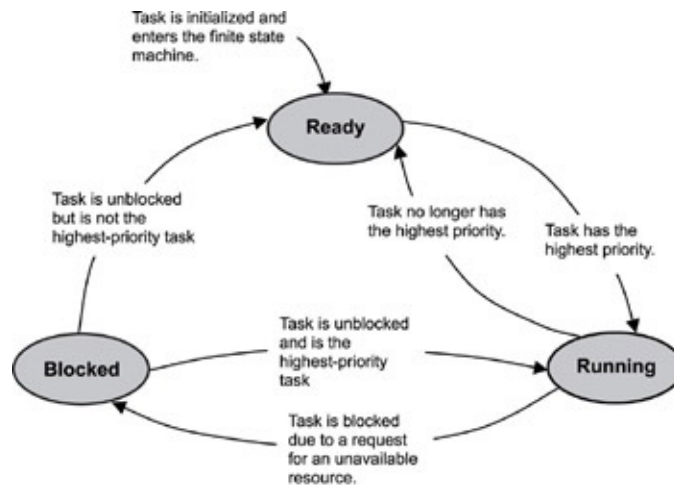 Task is initialized and
enters the finite state
machine.
Ready
Task is unblocked
but is not the
highest-priority task
Task no longer has
the highest priority.
Task has the
highest priority.
Task is unblocked
and is the
highest-priority
task
Blocked
Running
Task is blocked
due to a request
for an unavailable
resource.